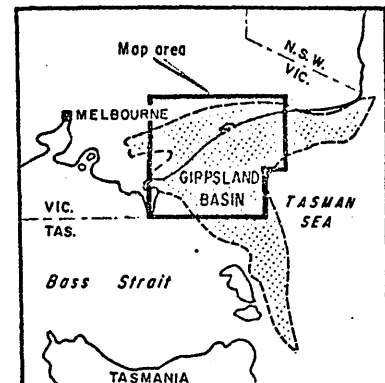 Map area
N.S.W.
VIC.
MELBOURNE
GIPPSLAND
BASIN
TASMAN
SEA
VIC.
TAS.
Bass Strait
TASMANIA